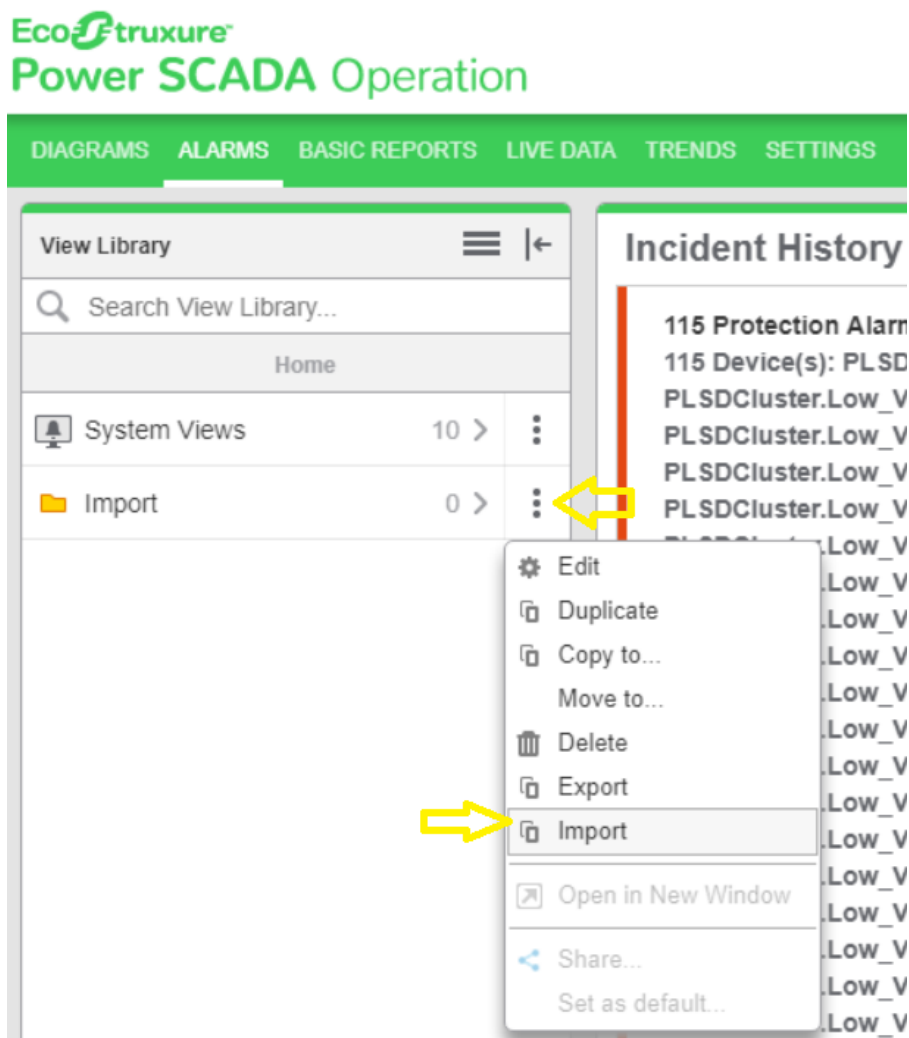 EcoStruxure
Power SCADA Operation
DIAGRAMS ALARMS BASIC REPORTS LIVE DATA TRENDS SETTINGS
View Library
Search View Library...
Home
System Views 10
Import 0
Edit
Duplicate
Copy to...
Move to...
Delete
Export
Import
Open in New Window
Share...
Set as default...
Incident History
115 Protection Alarm
115 Device(s): PLSD
PLSDCluster.Low_V
PLSDCluster.Low_V
PLSDCluster.Low_V
PLSDCluster.Low_V
.Low_V
.Low_V
.Low_V
.Low_V
.Low_V
.Low_V
.Low_V
.Low_V
.Low_V
.Low_V
.Low_V
.Low_V
.Low_V
.Low_V